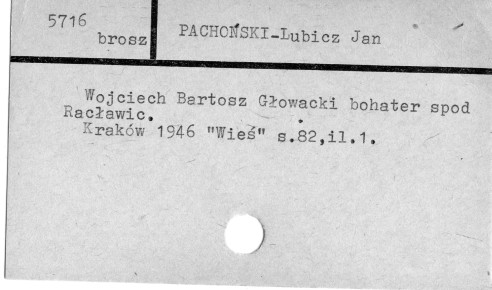 5716
brosz
PACHOŃSKI-Lubicz Jan
Wojciech Bartosz Głowacki bohater spod
Racławic.
Kraków 1946 "Wieś" s.82,il.1.